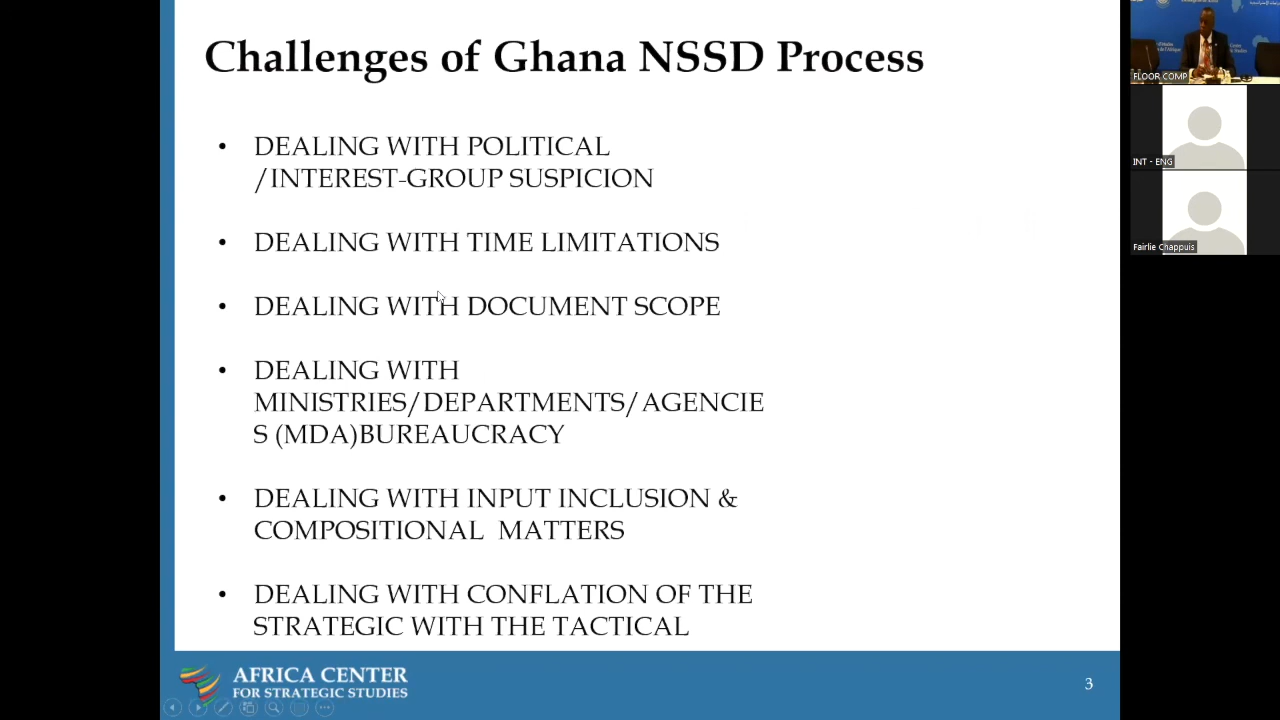 Challenges of Ghana NSSD Process
• DEALING WITH POLITICAL
/INTEREST-GROUP SUSPICION
• DEALING WITH TIME LIMITATIONS
• DEALING WITH DOCUMENT SCOPE
• DEALING WITH
MINISTRIES/DEPARTMENTS/AGENCIE
S (MDA)BUREAUCRACY
• DEALING WITH INPUT INCLUSION &
COMPOSITIONAL MATTERS
• DEALING WITH CONFLATION OF THE
STRATEGIC WITH THE TACTICAL
AFRICA CENTER
FOR STRATEGIC STUDIES
3
FLOOR COMP
INT - ENG
Fairlie Chappuis